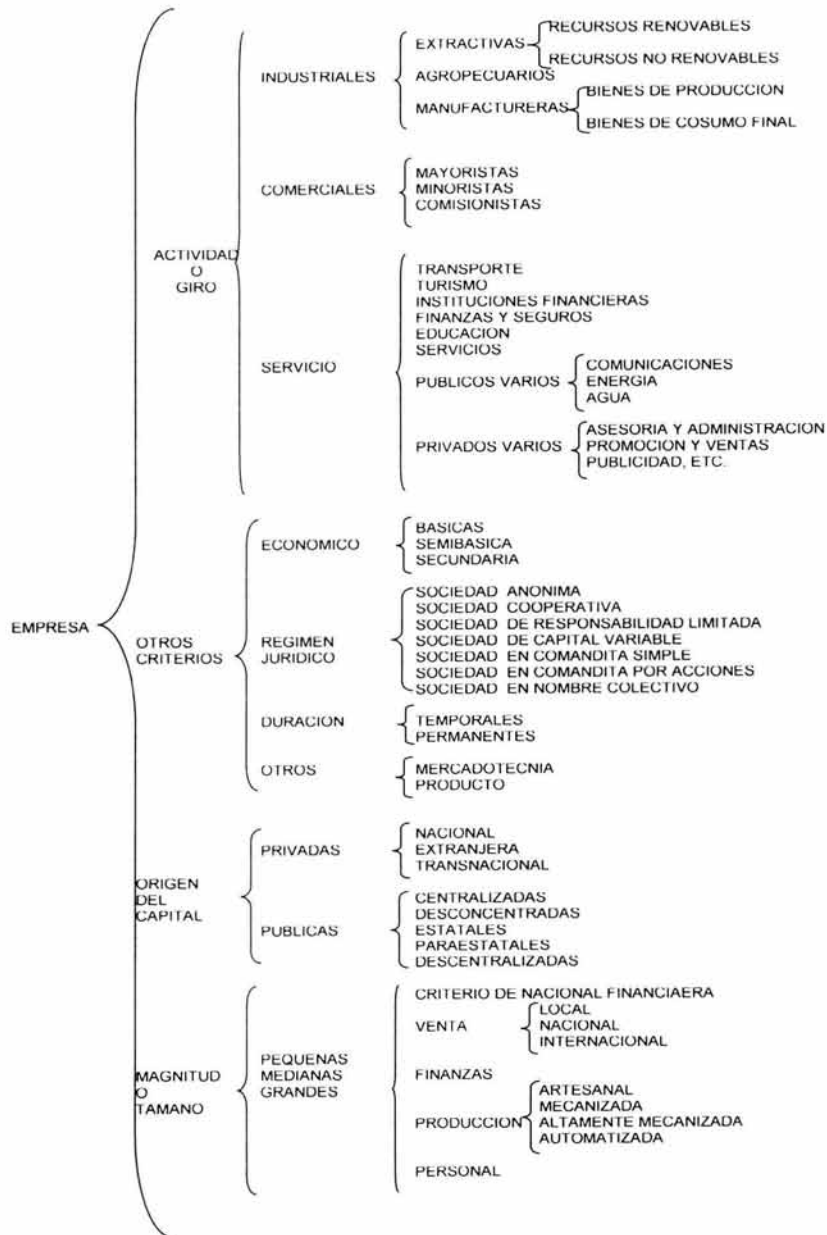 RECURSOS RENOVABLES
EXTRACTIVAS
RECURSOS NO RENOVABLES
INDUSTRIALES
AGROPECUARIOS
BIENES DE PRODUCCION
MANUFACTURERAS
BIENES DE COSUMO FINAL
MAYORISTAS
COMERCIALES
MINORISTAS
COMISIONISTAS
ACTIVIDAD
O
GIRO
TRANSPORTE
TURISMO
INSTITUCIONES FINANCIERAS
FINANZAS Y SEGUROS
EDUCACION
SERVICIOS
SERVICIO
COMUNICACIONES
PUBLICOS VARIOS
ENERGIA
AGUA
ASESORIA Y ADMINISTRACION
PRIVADOS VARIOS
PROMOCION Y VENTAS
PUBLICIDAD, ETC.
BASICAS
ECONOMICO
SEMIBASICA
SECUNDARIA
EMPRESA
OTROS
CRITERIOS
REGIMEN
JURIDICO
SOCIEDAD ANONIMA
SOCIEDAD COOPERATIVA
SOCIEDAD DE RESPONSABILIDAD LIMITADA
SOCIEDAD DE CAPITAL VARIABLE
SOCIEDAD EN COMANDITA SIMPLE
SOCIEDAD EN COMANDITA POR ACCIONES
SOCIEDAD EN NOMBRE COLECTIVO
DURACION
TEMPORALES
PERMANENTES
OTROS
MERCADOTECNIA
PRODUCTO
ORIGEN
DEL
CAPITAL
PRIVADAS
NACIONAL
EXTRANJERA
TRANSNACIONAL
PUBLICAS
CENTRALIZADAS
DESCONCENTRADAS
ESTATALES
PARAESTATALES
DESCENTRALIZADAS
MAGNITUD
O
TAMANO
PEQUENAS
MEDIANAS
GRANDES
CRITERIO DE NACIONAL FINANCIAERA
VENTA
LOCAL
NACIONAL
INTERNACIONAL
FINANZAS
PRODUCCION
ARTESANAL
MECANIZADA
ALTAMENTE MECANIZADA
AUTOMATIZADA
PERSONAL